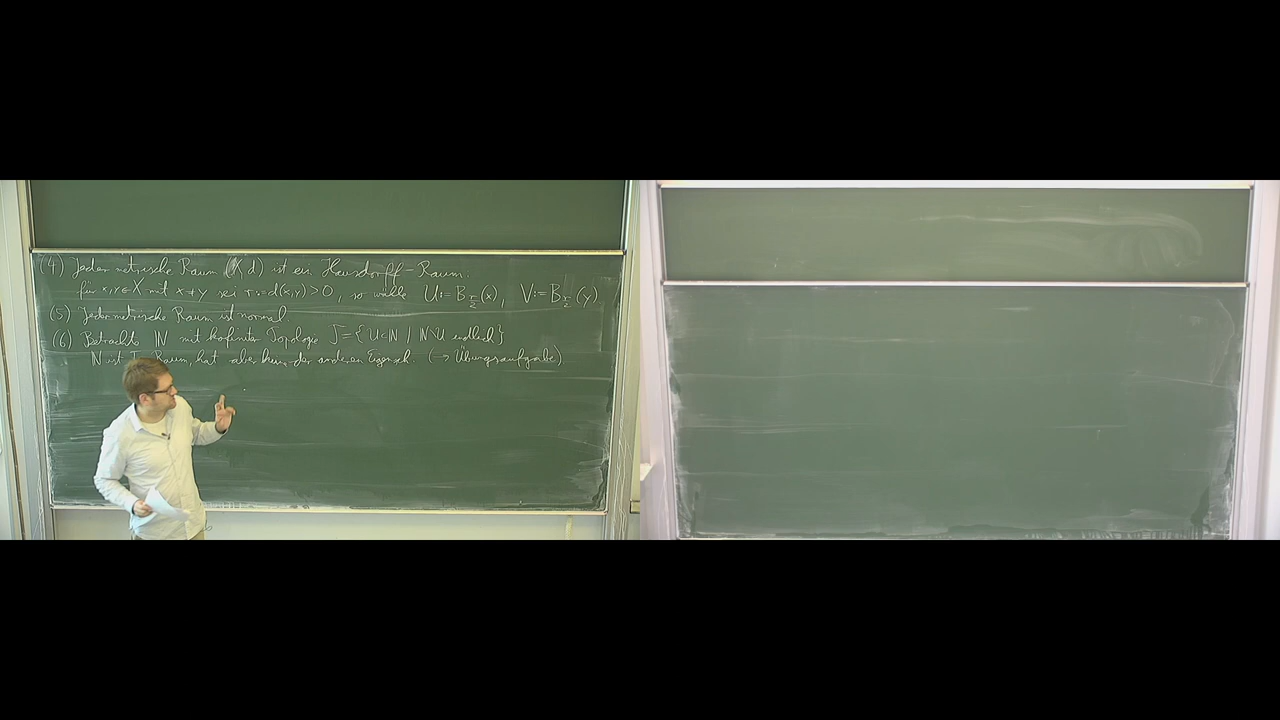 (4) Jeder metrische Raum (X,d) ist ein Hausdorff-Raum:
für x,y∈X mit x≠y sei r:=d(x,y)>0, so wähle U:=B_{r/2}(x), V:=B_{r/2}(y)
(5) Jeder metrische Raum ist normal.
(6) Betrachte ℕ mit kofiniter Topologie 𝒯={U⊂ℕ | ℕ\U endlich}
ℕ ist Raum, hat aber keine der anderen Eigensch. (→ Übungsaufgabe)